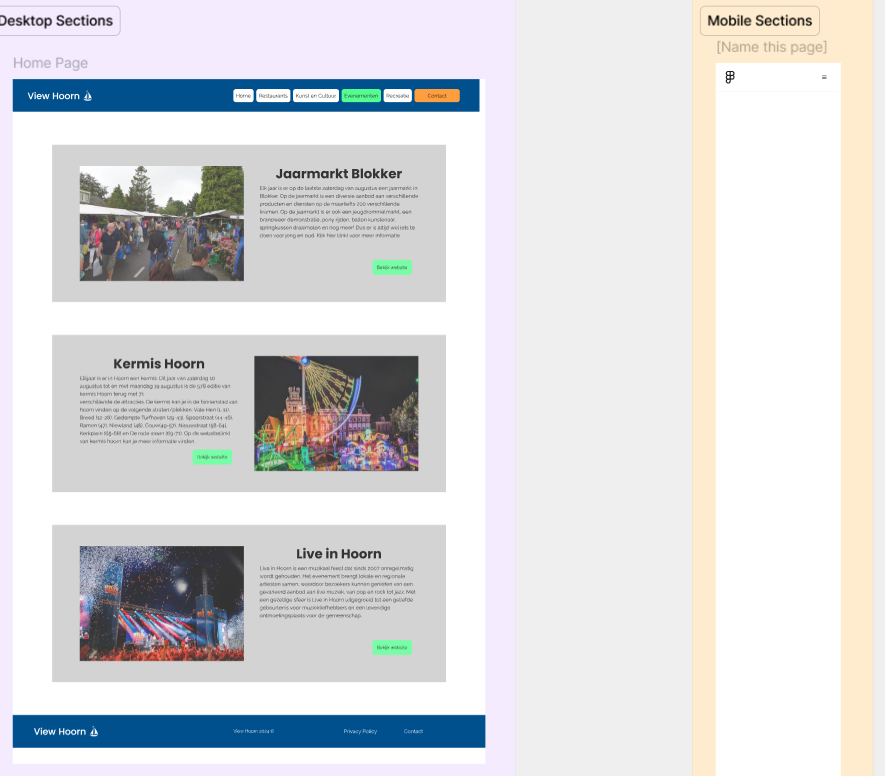 Desktop Sections
Mobile Sections
[Name this page]
Home Page
View Hoorn
Home
Restaurants
Kunst en Cultuur
Evenementen
Recreatie
Contact
Jaarmarkt Blokker
Elk jaar is er op de laatste zaterdag van augustus een jaarmarkt in
Blokker. Op de jaarmarkt is een diverse aanbod aan verschillende
producten en diensten op de maarliefts 200 verschillende
kramen. Op de jaarmarkt is er ook een jeugdrommelmarkt, een
brandweer demonstratie, pony rijden, ballon kunstenaar,
springkussen draaimolen en nog meer! Dus er is altijd wel iets te
doen voor jong en oud. Klik hier voor meer informatie.
Bekijk website
Kermis Hoorn
Elkjaar is er in Hoorn een kermis. Dit jaar van zaterdag 10
augustus tot en met maandag 19 augustus is de 578 editie van
kermis Hoorn terug met 71
verschillende de attracties. De kermis kan je in de binnenstad van
hoorn vinden op de volgende straten/plekken: Vale Hen (1-11),
Breed (12-28), Gedempte Turfhaven (29-43), Spoorstraat (44-46),
Ramen (47), Nieuwland (48), (49-57), Nieuwstraat (58-64),
Kerkplein (65-68) en De rode steen (69-71). Op de
van kermis hoorn kan je meer informatie vinden.
Bekijk website
Live in Hoorn
Live in Hoorn is een muzikaal feest dat sinds 2007 onregelmatig
wordt gehouden. Het evenement brengt lokale en regionale
artiesten samen, waardoor bezoekers kunnen genieten van een
gevarieerd aanbod aan live muziek, van pop en rock tot jazz. Met
een gezellige sfeer is Live in Hoorn uitgegroeid tot een geliefde
gebeurtenis voor muziekliefhebbers en een levendige
ontmoetingsplaats voor de gemeenschap.
Bekijk website
View Hoorn
View Hoorn 2024 ©
Privacy Policy
Contact